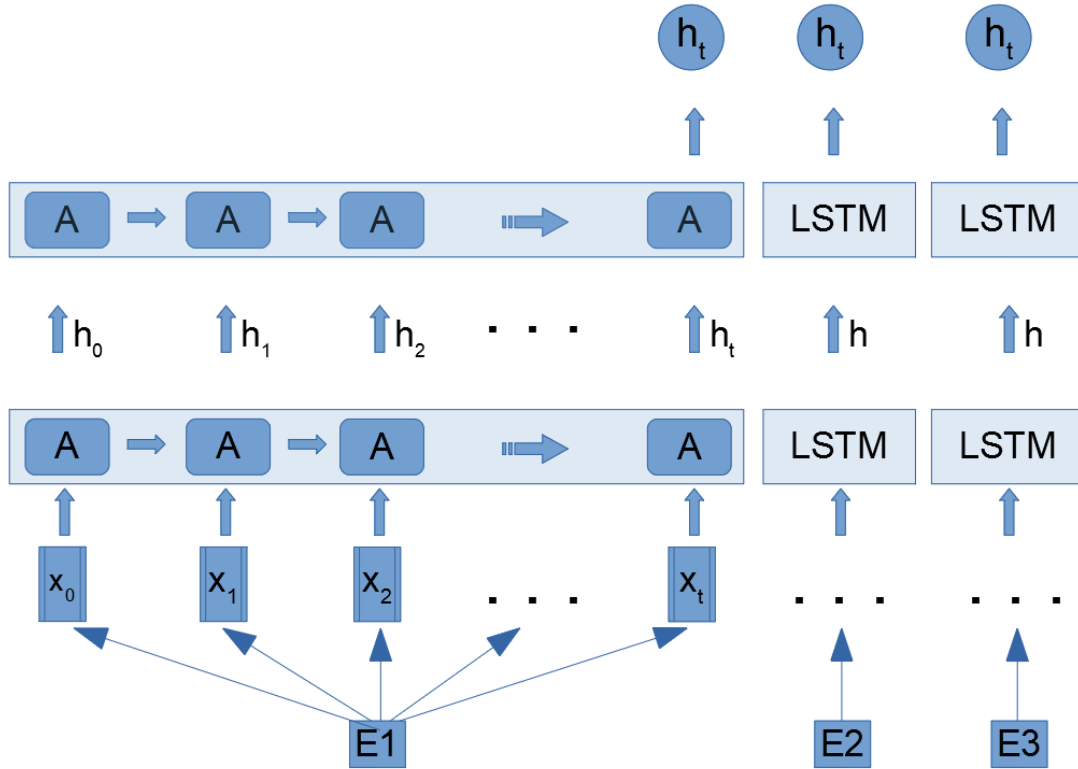 h_t h_t h_t
A A A A LSTM LSTM
h_0 h_1 h_2 . . . h_t h h
A A A A LSTM LSTM
x_0 x_1 x_2 . . . x_t . . . . . .
E1 E2 E3